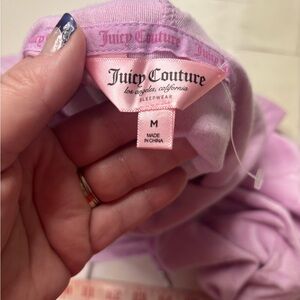 Juicy Couture
Juicy Couture
los angeles, california
SLEEPWEAR
M
MADE
IN CHINA